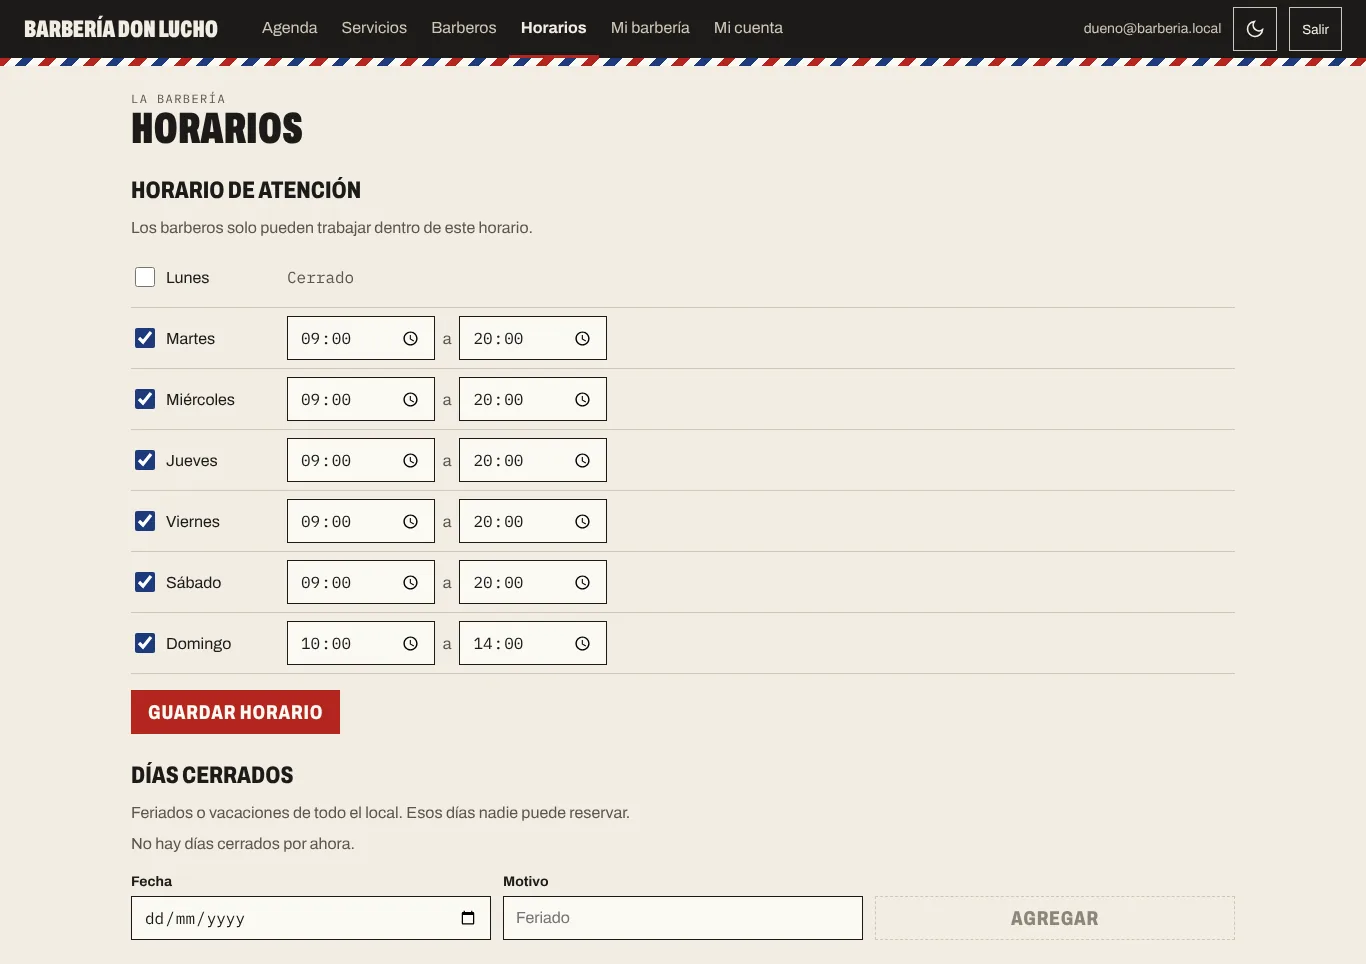 BARBERÍA DON LUCHO
Agenda Servicios Barberos Horarios Mi barbería Mi cuenta
dueno@barberia.local
Salir
LA BARBERÍA
HORARIOS
HORARIO DE ATENCIÓN
Los barberos solo pueden trabajar dentro de este horario.
Lunes Cerrado
Martes 09:00 a 20:00
Miércoles 09:00 a 20:00
Jueves 09:00 a 20:00
Viernes 09:00 a 20:00
Sábado 09:00 a 20:00
Domingo 10:00 a 14:00
GUARDAR HORARIO
DÍAS CERRADOS
Feriados o vacaciones de todo el local. Esos días nadie puede reservar.
No hay días cerrados por ahora.
Fecha Motivo
dd/mm/yyyy Feriado AGREGAR